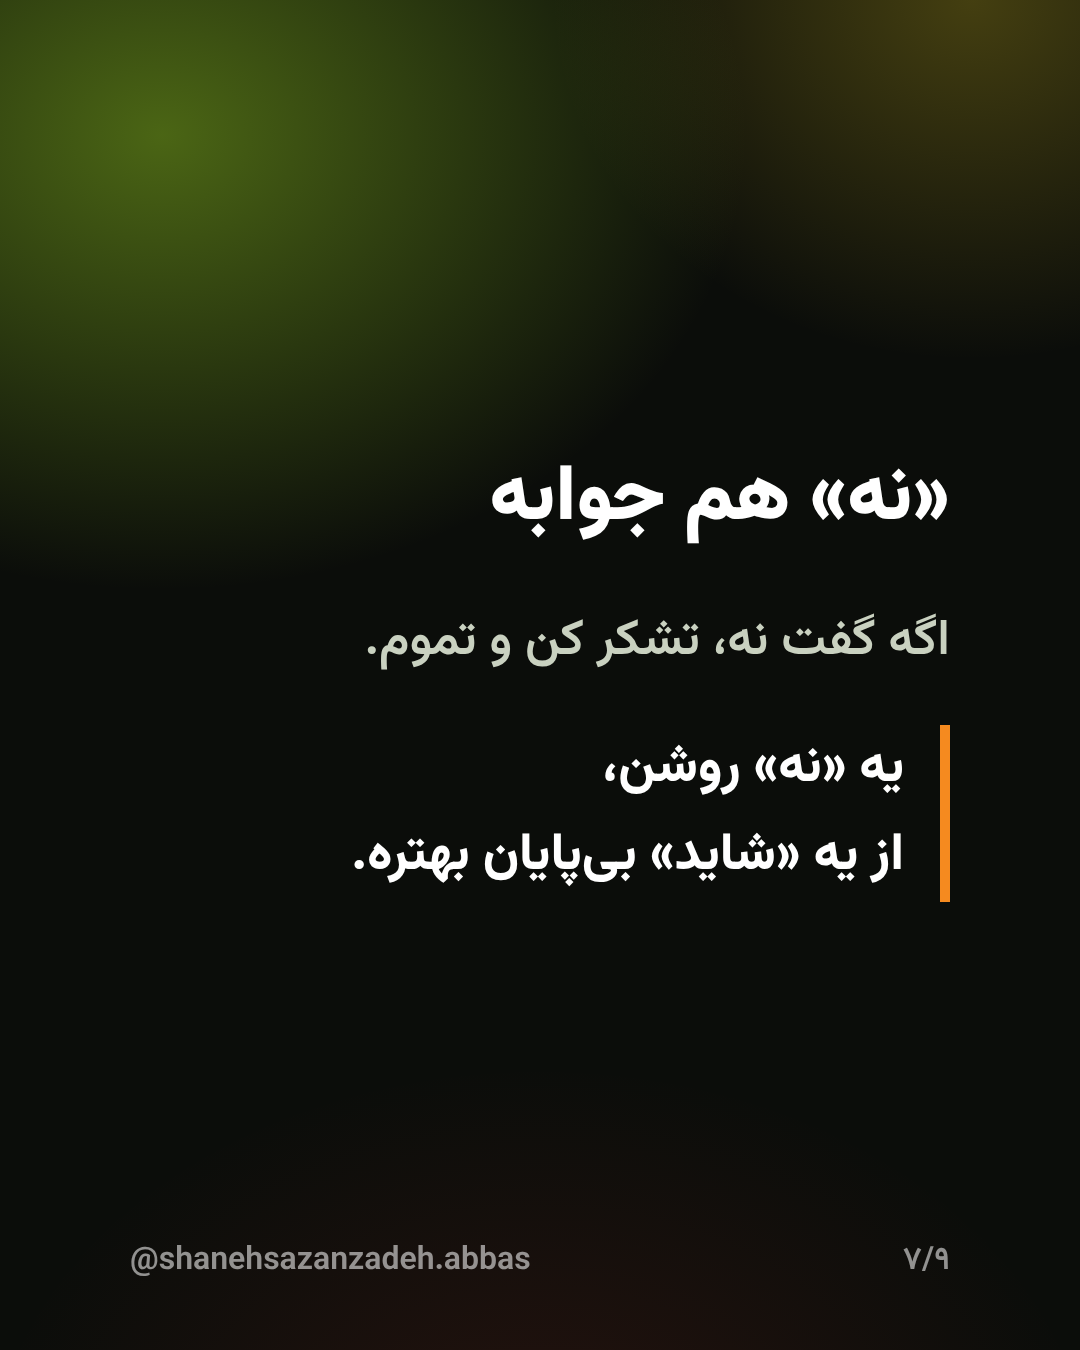 «نه» هم جوابه
اگه گفت نه، تشکر کن و تموم.
یه «نه» روشن،
از یه «شاید» بی‌پایان بهتره.
@shanehsazanzadeh.abbas
۷/۹